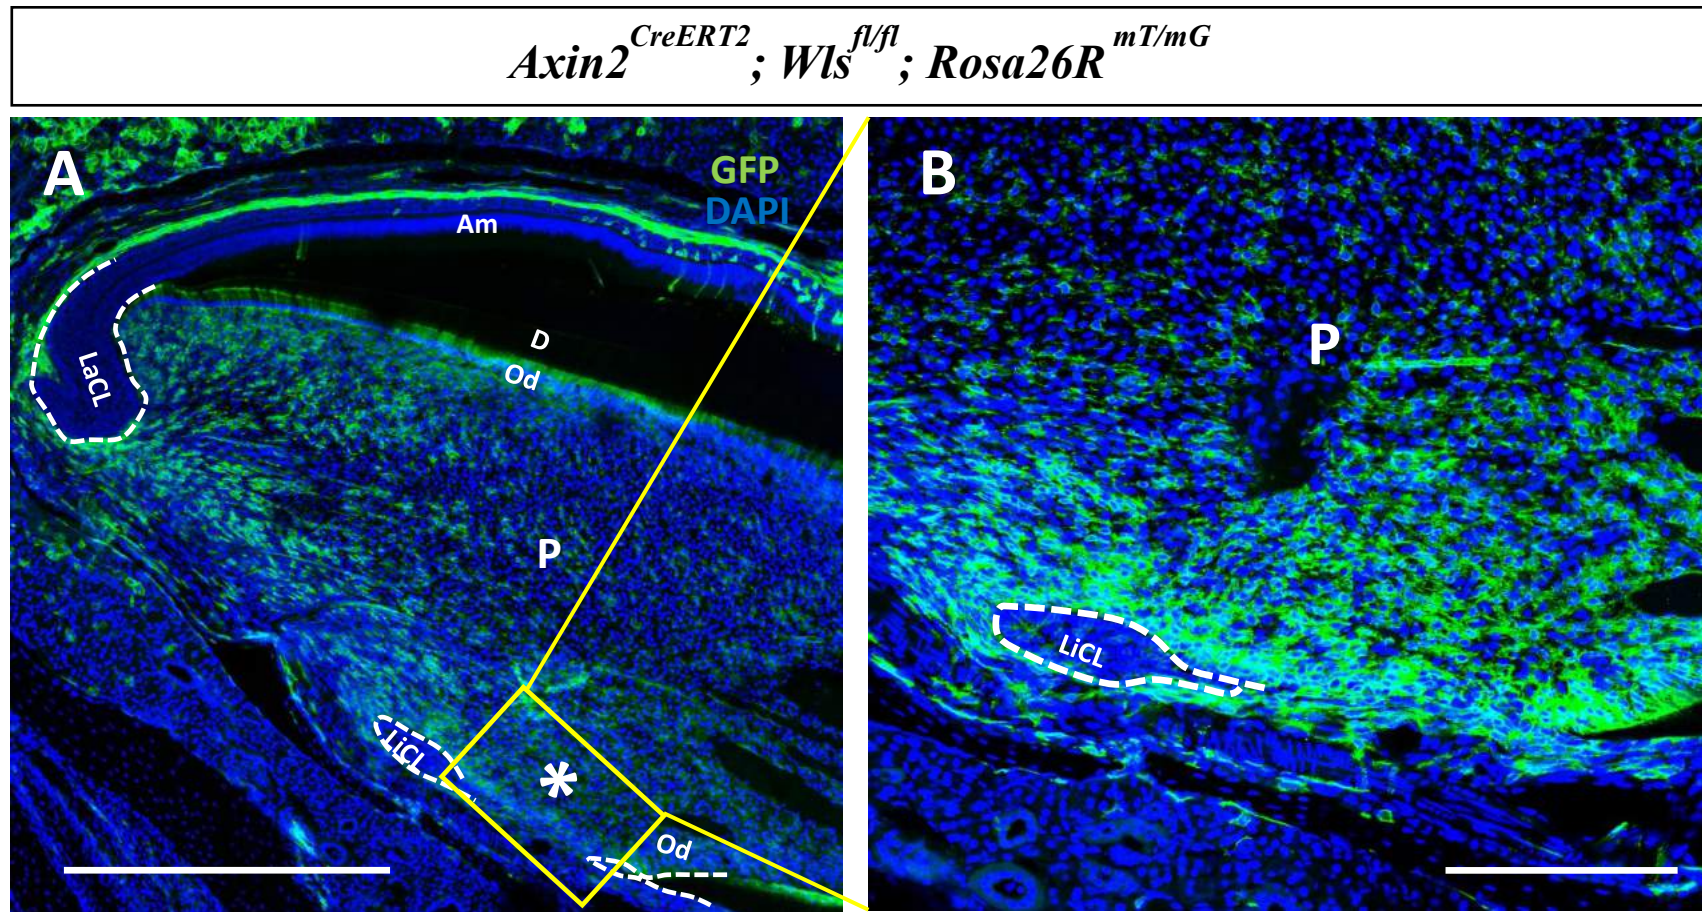 Axin2CreERT2; Wlsfl/fl; Rosa26RmT/mG
A
GFP
DAPI
Am
LaCL
D
Od
P
LiCL
*
Od
B
P
LiCL